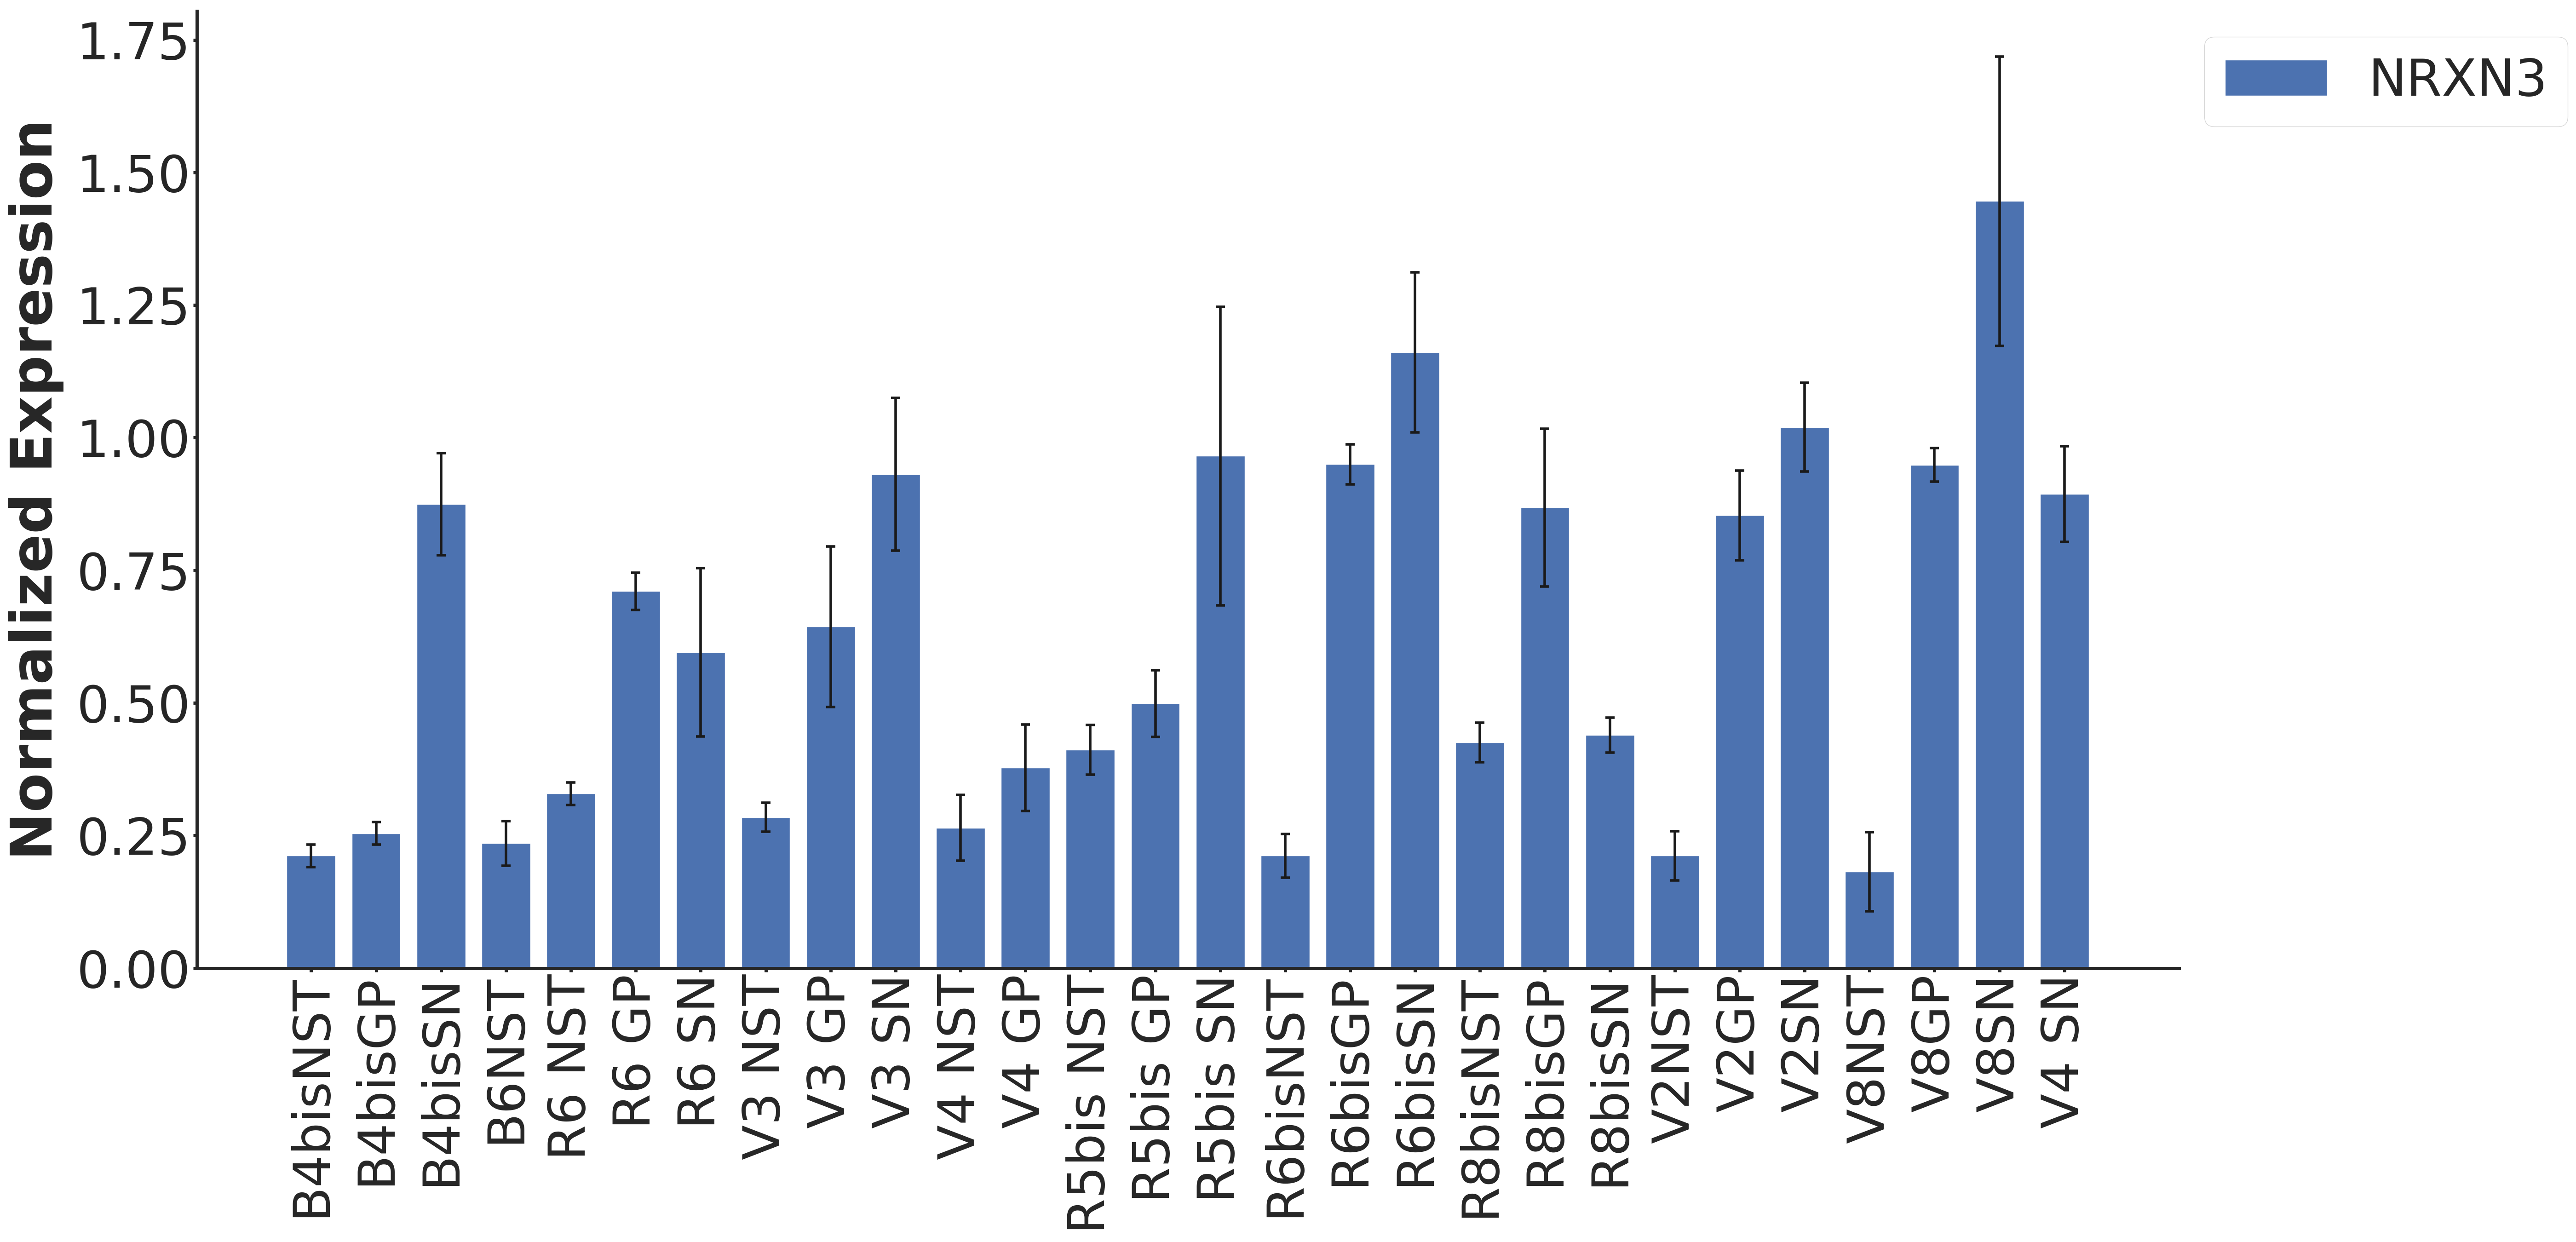 NRXN3
Normalized Expression
1.75
1.50
1.25
1.00
0.75
0.50
0.25
0.00
B4bisNST
B4bisGP
B4bisSN
B6NST
R6 NST
R6 GP
R6 SN
V3 NST
V3 GP
V3 SN
V4 NST
V4 GP
R5bis NST
R5bis GP
R5bis SN
R6bisNST
R6bisGP
R6bisSN
R8bisNST
R8bisGP
R8bisSN
V2NST
V2GP
V2SN
V8NST
V8GP
V8SN
V4 SN